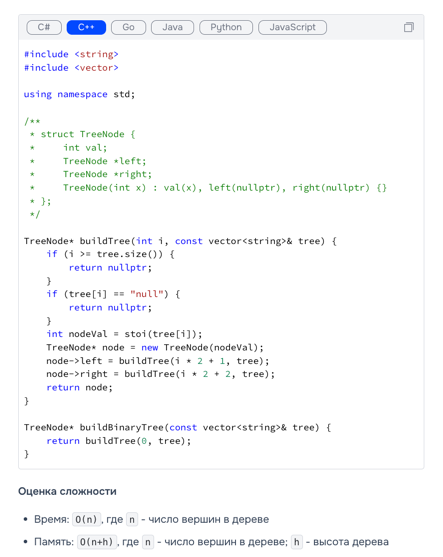 C# C++ Go Java Python JavaScript
#include <string>
#include <vector>
using namespace std;
/**
 * struct TreeNode {
 *     int val;
 *     TreeNode *left;
 *     TreeNode *right;
 *     TreeNode(int x) : val(x), left(nullptr), right(nullptr) {}
 * };
 */
TreeNode* buildTree(int i, const vector<string>& tree) {
    if (i >= tree.size()) {
        return nullptr;
    }
    if (tree[i] == "null") {
        return nullptr;
    }
    int nodeVal = stoi(tree[i]);
    TreeNode* node = new TreeNode(nodeVal);
    node->left = buildTree(i * 2 + 1, tree);
    node->right = buildTree(i * 2 + 2, tree);
    return node;
}
TreeNode* buildBinaryTree(const vector<string>& tree) {
    return buildTree(0, tree);
}
Оценка сложности
• Время: O(n), где n - число вершин в дереве
• Память: O(n+h), где n - число вершин в дереве; h - высота дерева